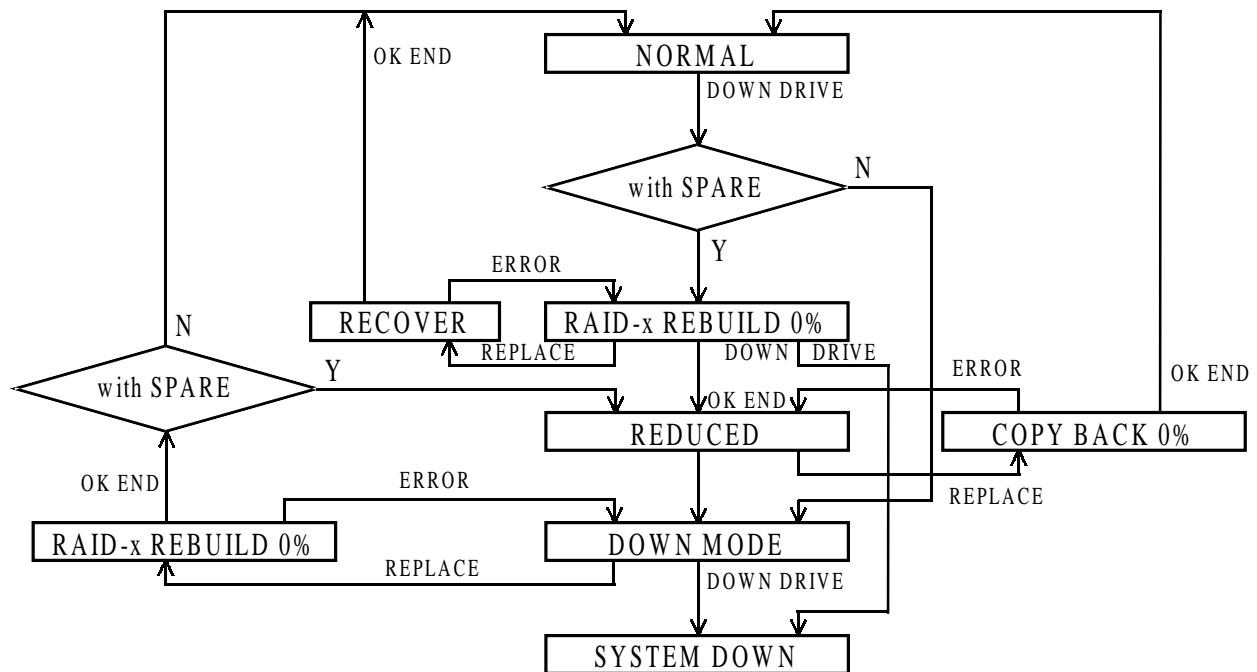 OK END
NORMAL
DOWN DRIVE
with SPARE
N
Y
ERROR
RECOVER
RAID-x REBUILD 0%
N
REPLACE
DOWN DRIVE
with SPARE
Y
ERROR
OK END
OK END
REDUCED
COPY BACK 0%
OK END
ERROR
REPLACE
RAID-x REBUILD 0%
DOWN MODE
REPLACE
DOWN DRIVE
SYSTEM DOWN